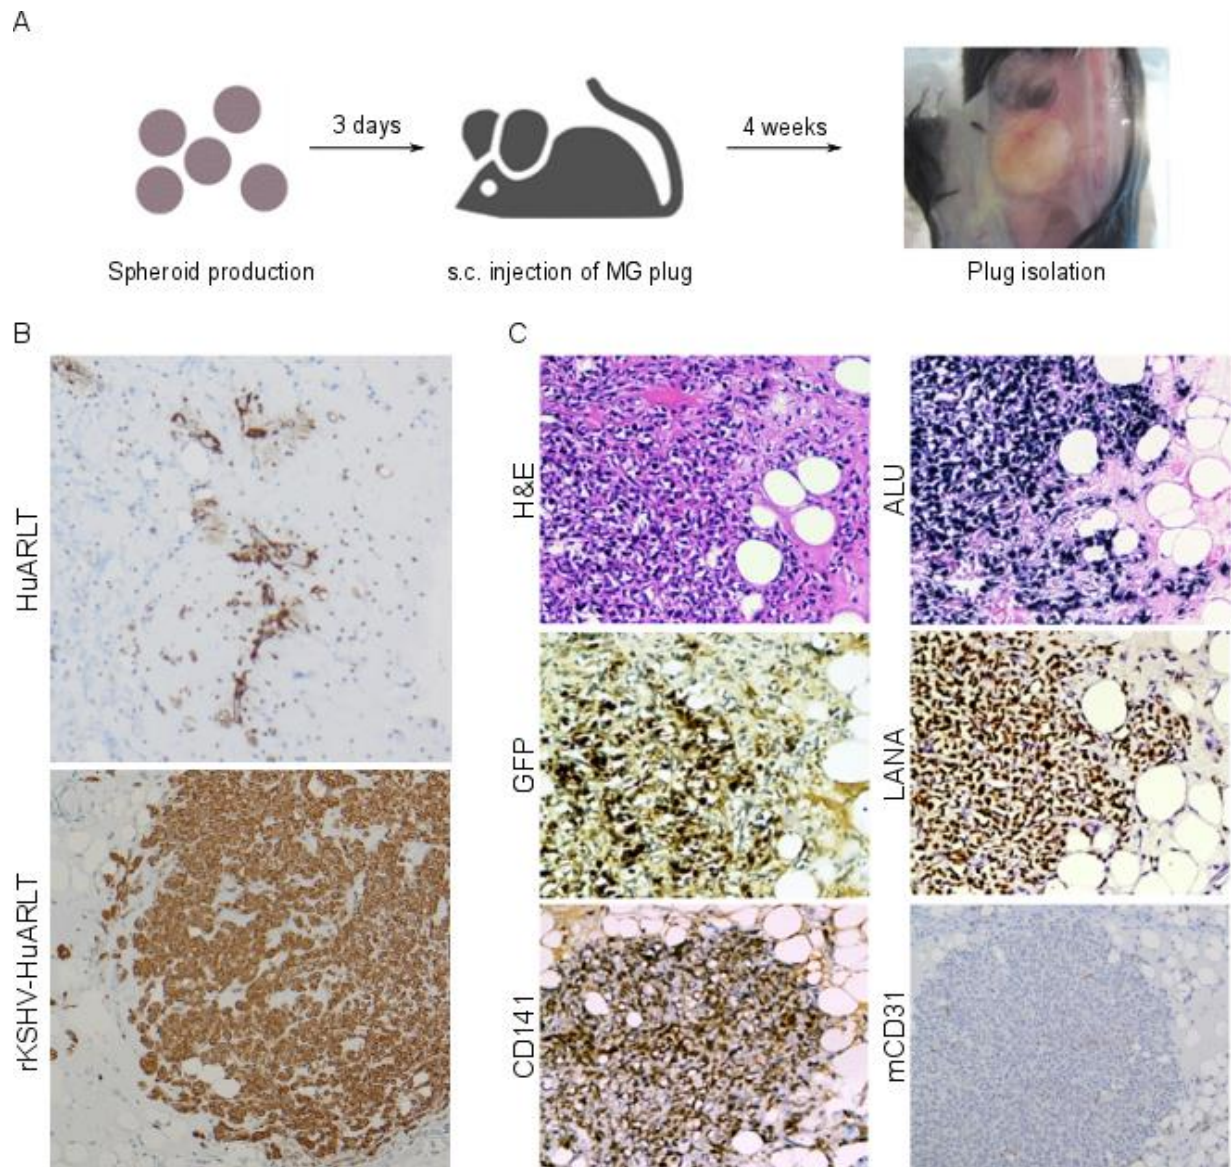 A
3 days
4 weeks
Spheroid production
s.c. injection of MG plug
Plug isolation
B
C
HuARLT
rKSHV-HuARLT
H&E
ALU
GFP
LANA
CD141
mCD31